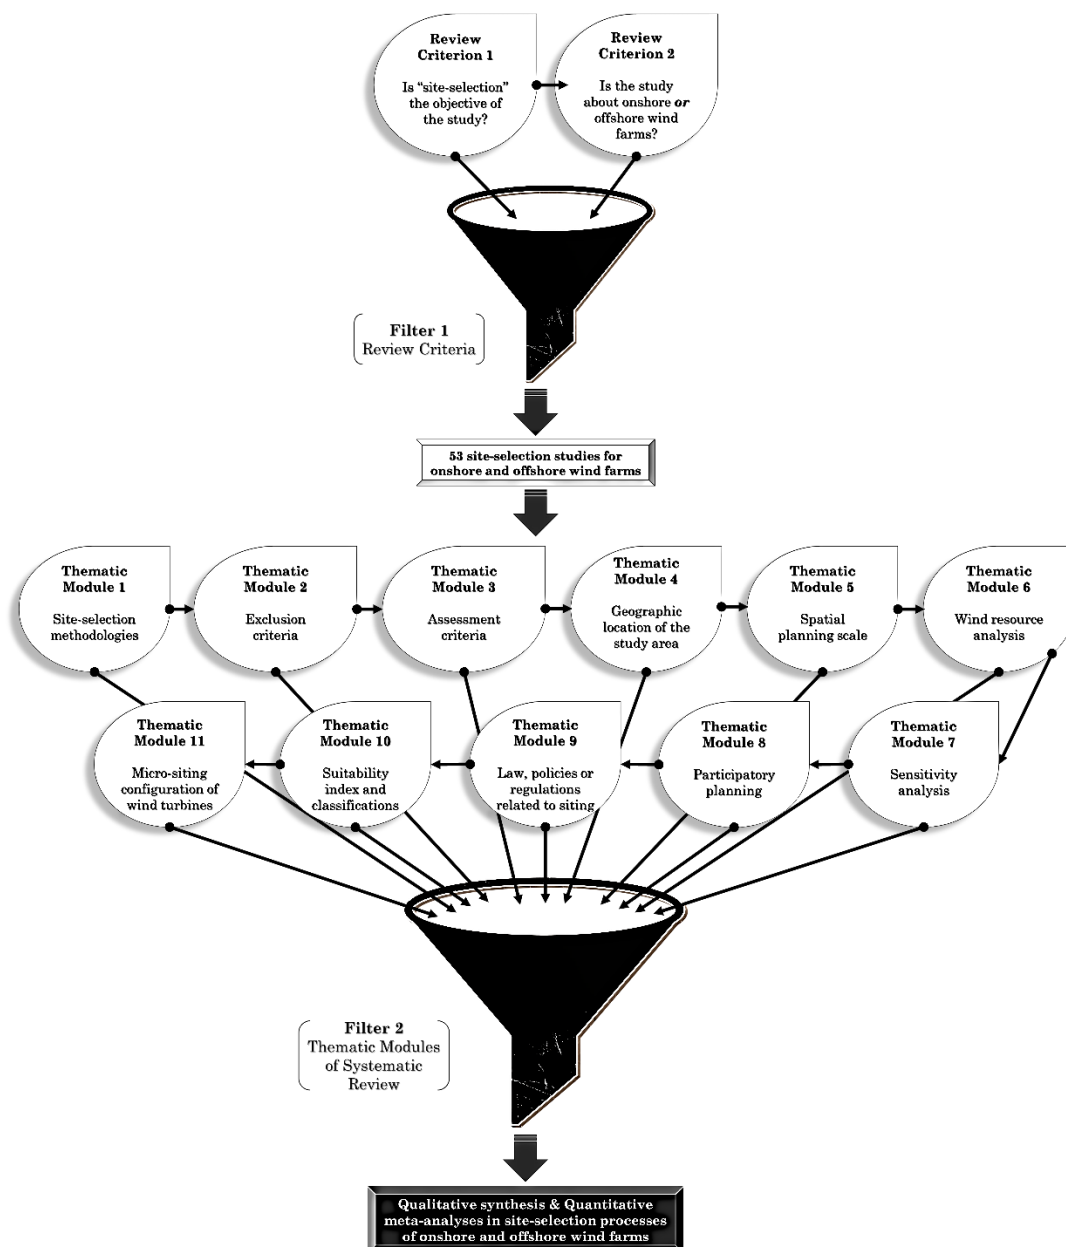 Review
Criterion 1
Is "site-selection"
the objective of
the study?
Review
Criterion 2
Is the study
about onshore or
offshore wind
farms?
Filter 1
Review Criteria
53 site-selection studies for
onshore and offshore wind farms
Thematic
Module 1
Site-selection
methodologies
Thematic
Module 2
Exclusion
criteria
Thematic
Module 3
Assessment
criteria
Thematic
Module 4
Geographic
location of the
study area
Thematic
Module 5
Spatial
planning scale
Thematic
Module 6
Wind resource
analysis
Thematic
Module 11
Micro-siting
configuration of
wind turbines
Thematic
Module 10
Suitability
index and
classifications
Thematic
Module 9
Law, policies or
regulations
related to siting
Thematic
Module 8
Participatory
planning
Thematic
Module 7
Sensitivity
analysis
Filter 2
Thematic Modules
of Systematic
Review
Qualitative synthesis & Quantitative
meta-analyses in site-selection processes
of onshore and offshore wind farms